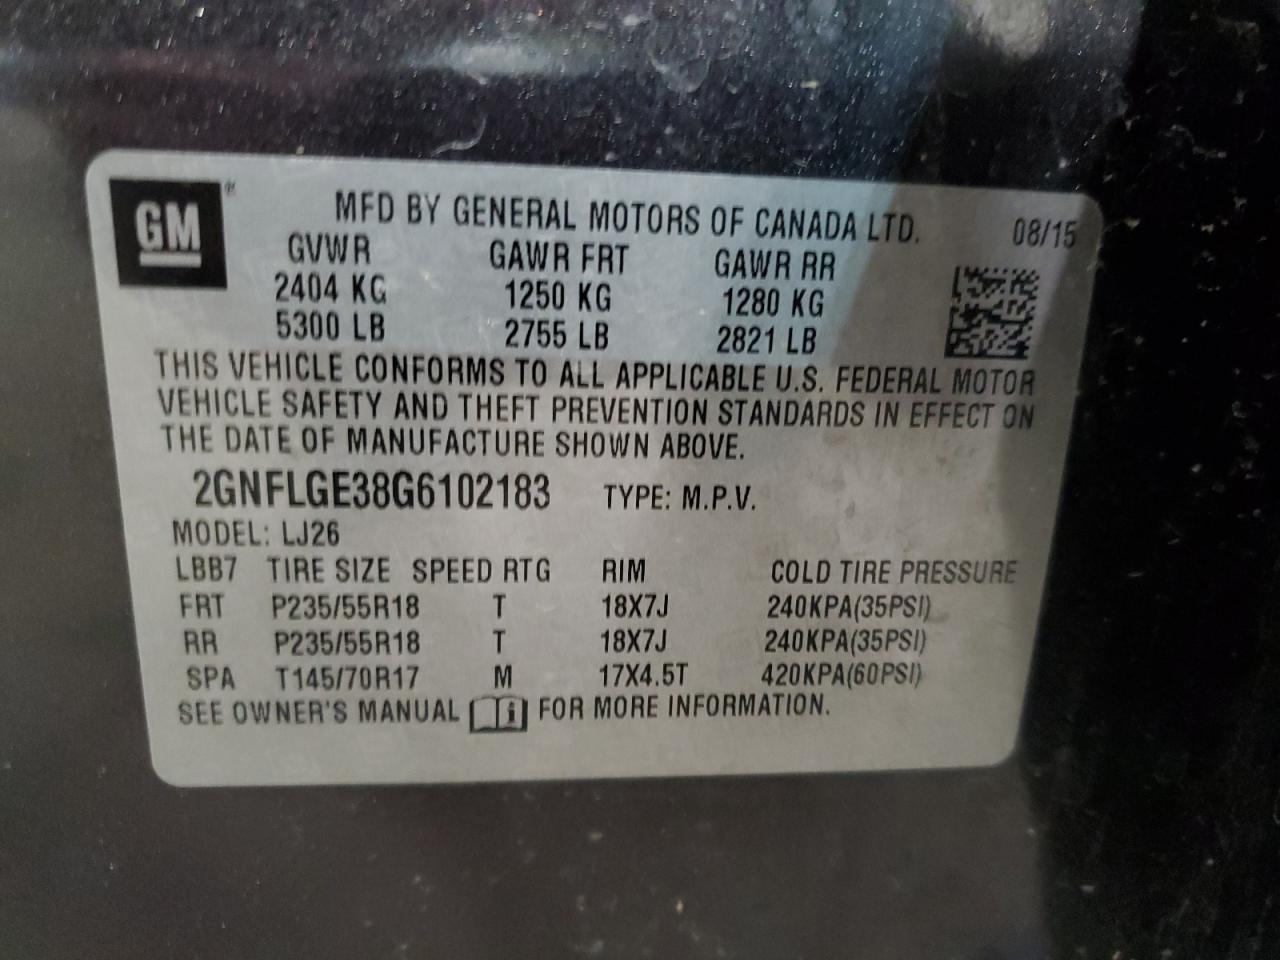 GM®
MFD BY GENERAL MOTORS OF CANADA LTD. 08/15
GVWR GAWR FRT GAWR RR
2404 KG 1250 KG 1280 KG
5300 LB 2755 LB 2821 LB
THIS VEHICLE CONFORMS TO ALL APPLICABLE U.S. FEDERAL MOTOR
VEHICLE SAFETY AND THEFT PREVENTION STANDARDS IN EFFECT ON
THE DATE OF MANUFACTURE SHOWN ABOVE.
2GNFLGE38G6102183 TYPE: M.P.V.
MODEL: LJ26
LBB7 TIRE SIZE SPEED RTG RIM COLD TIRE PRESSURE
FRT P235/55R18 T 18X7J 240KPA(35PSI)
RR P235/55R18 T 18X7J 240KPA(35PSI)
SPA T145/70R17 M 17X4.5T 420KPA(60PSI)
SEE OWNER'S MANUAL i FOR MORE INFORMATION.